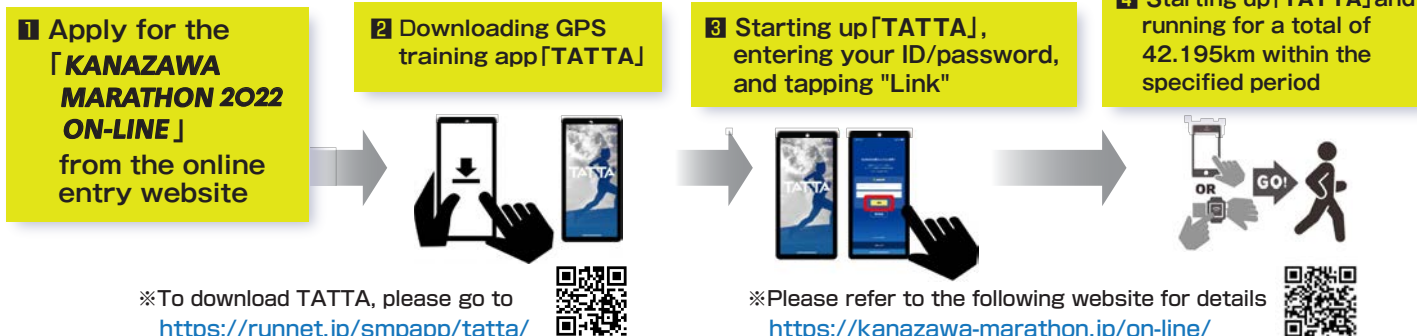 1 Apply for the
「KANAZAWA
MARATHON 2022
ON-LINE」
from the online
entry website
2 Downloading GPS
training app「TATTA」
3 Starting up「TATTA」,
entering your ID/password,
and tapping "Link"
4 Starting up「TATTA」and
running for a total of
42.195km within the
specified period
TATTA
TATTA
OR
GO!
※To download TATTA, please go to
https://runnet.jp/smpapp/tatta/
※Please refer to the following website for details
https://kanazawa-marathon.jp/on-line/